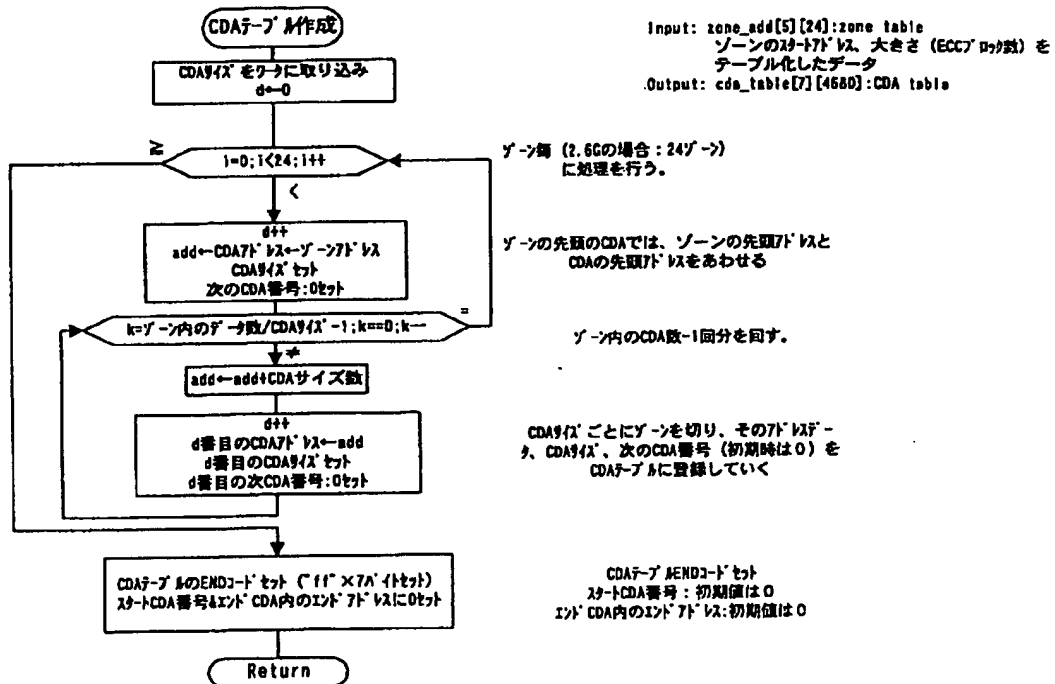 CDAテーブル作成
Input: zone_add[5][24]:zone table
ゾーンのスタートアドレス、大きさ（ECCブロック数）を
テーブル化したデータ
Output: cda_table[7][4680]:CDA table
CDAサイズをワークに取り込み
d←0
≧
i=0;i<24;i++
<
ゾーン毎（2.6Gの場合：24ゾーン）
に処理を行う。
d++
add←CDAアドレス←ゾーンアドレス
CDAサイズセット
次のCDA番号:0セット
ゾーンの先頭のCDAでは、ゾーンの先頭アドレスと
CDAの先頭アドレスをあわせる
=
k=ゾーン内のデータ数/CDAサイズ-1;k==0;k--
≠
ゾーン内のCDA数-1回分を回す。
add←add+CDAサイズ数
d++
d番目のCDAアドレス←add
d番目のCDAサイズセット
d番目の次CDA番号:0セット
CDAサイズごとにゾーンを切り、そのアドレスデー
タ、CDAサイズ、次のCDA番号（初期時は0）を
CDAテーブルに登録していく
CDAテーブルのENDコードセット ("ff"×7バイトセット)
スタートCDA番号&エンドCDA内のエンドアドレスに0セット
CDAテーブルENDコードセット
スタートCDA番号：初期値は0
エンドCDA内のエンドアドレス:初期値は0
Return